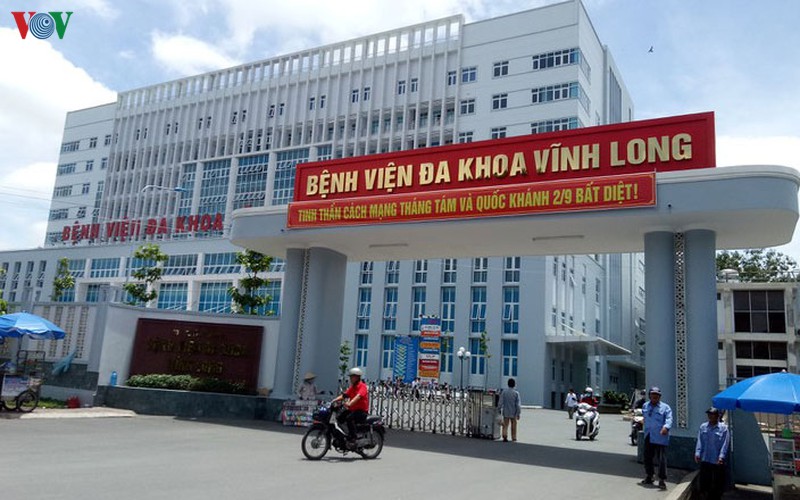 VOV
BỆNH VIỆN ĐA KHOA VĨNH LONG
TINH THẦN CÁCH MẠNG THÁNG TÁM VÀ QUỐC KHÁNH 2/9 BẤT DIỆT!
BỆNH VIỆN ĐA KHOA